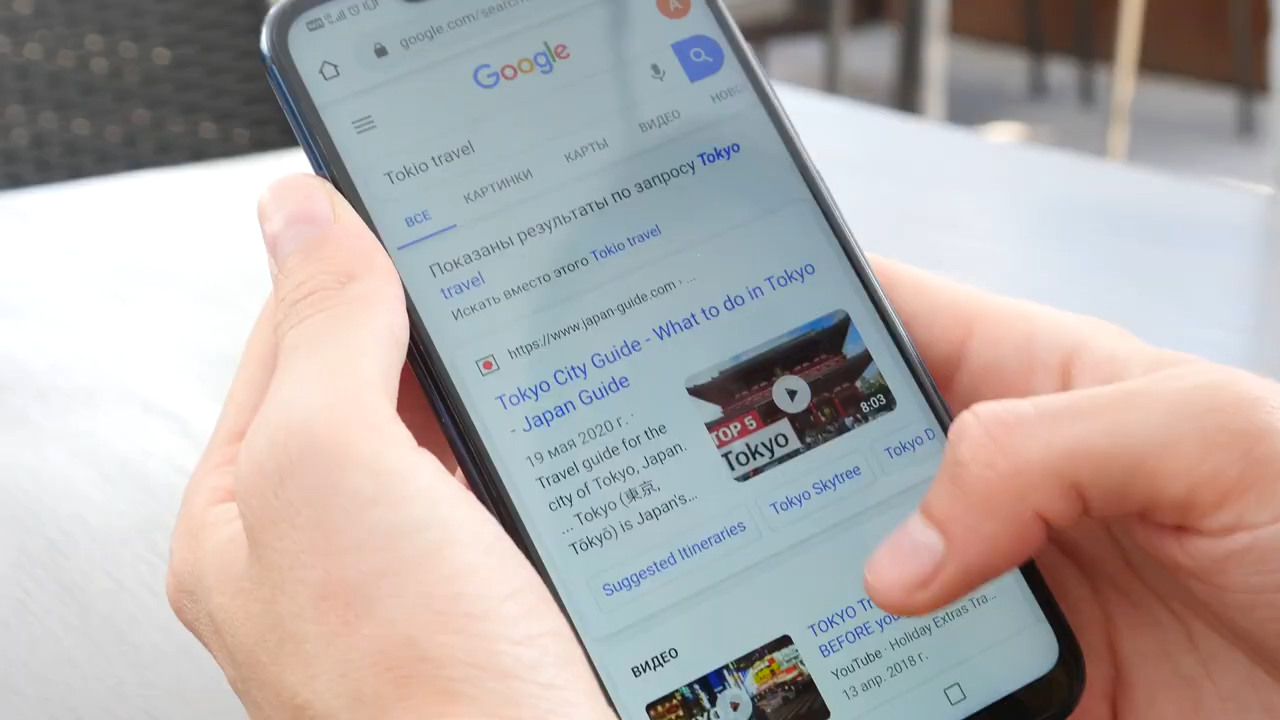 google.com/search
A
Google
Tokio travel
ВСЕ КАРТИНКИ КАРТЫ ВИДЕО НОВО
Показаны результаты по запросу Tokyo
travel
Искать вместо этого Tokio travel
https://www.japan-guide.com › ...
Tokyo City Guide - What to do in Tokyo
- Japan Guide
19 мая 2020 г. ·
Travel guide for the
city of Tokyo, Japan.
... Tokyo (東京,
Tōkyō) is Japan's...
TOP 5
Tokyo
8:03
Suggested Itineraries
Tokyo Skytree
Tokyo D
ВИДЕО
TOKYO Tr
BEFORE you
YouTube · Holiday Extras Tra...
13 апр. 2018 г.